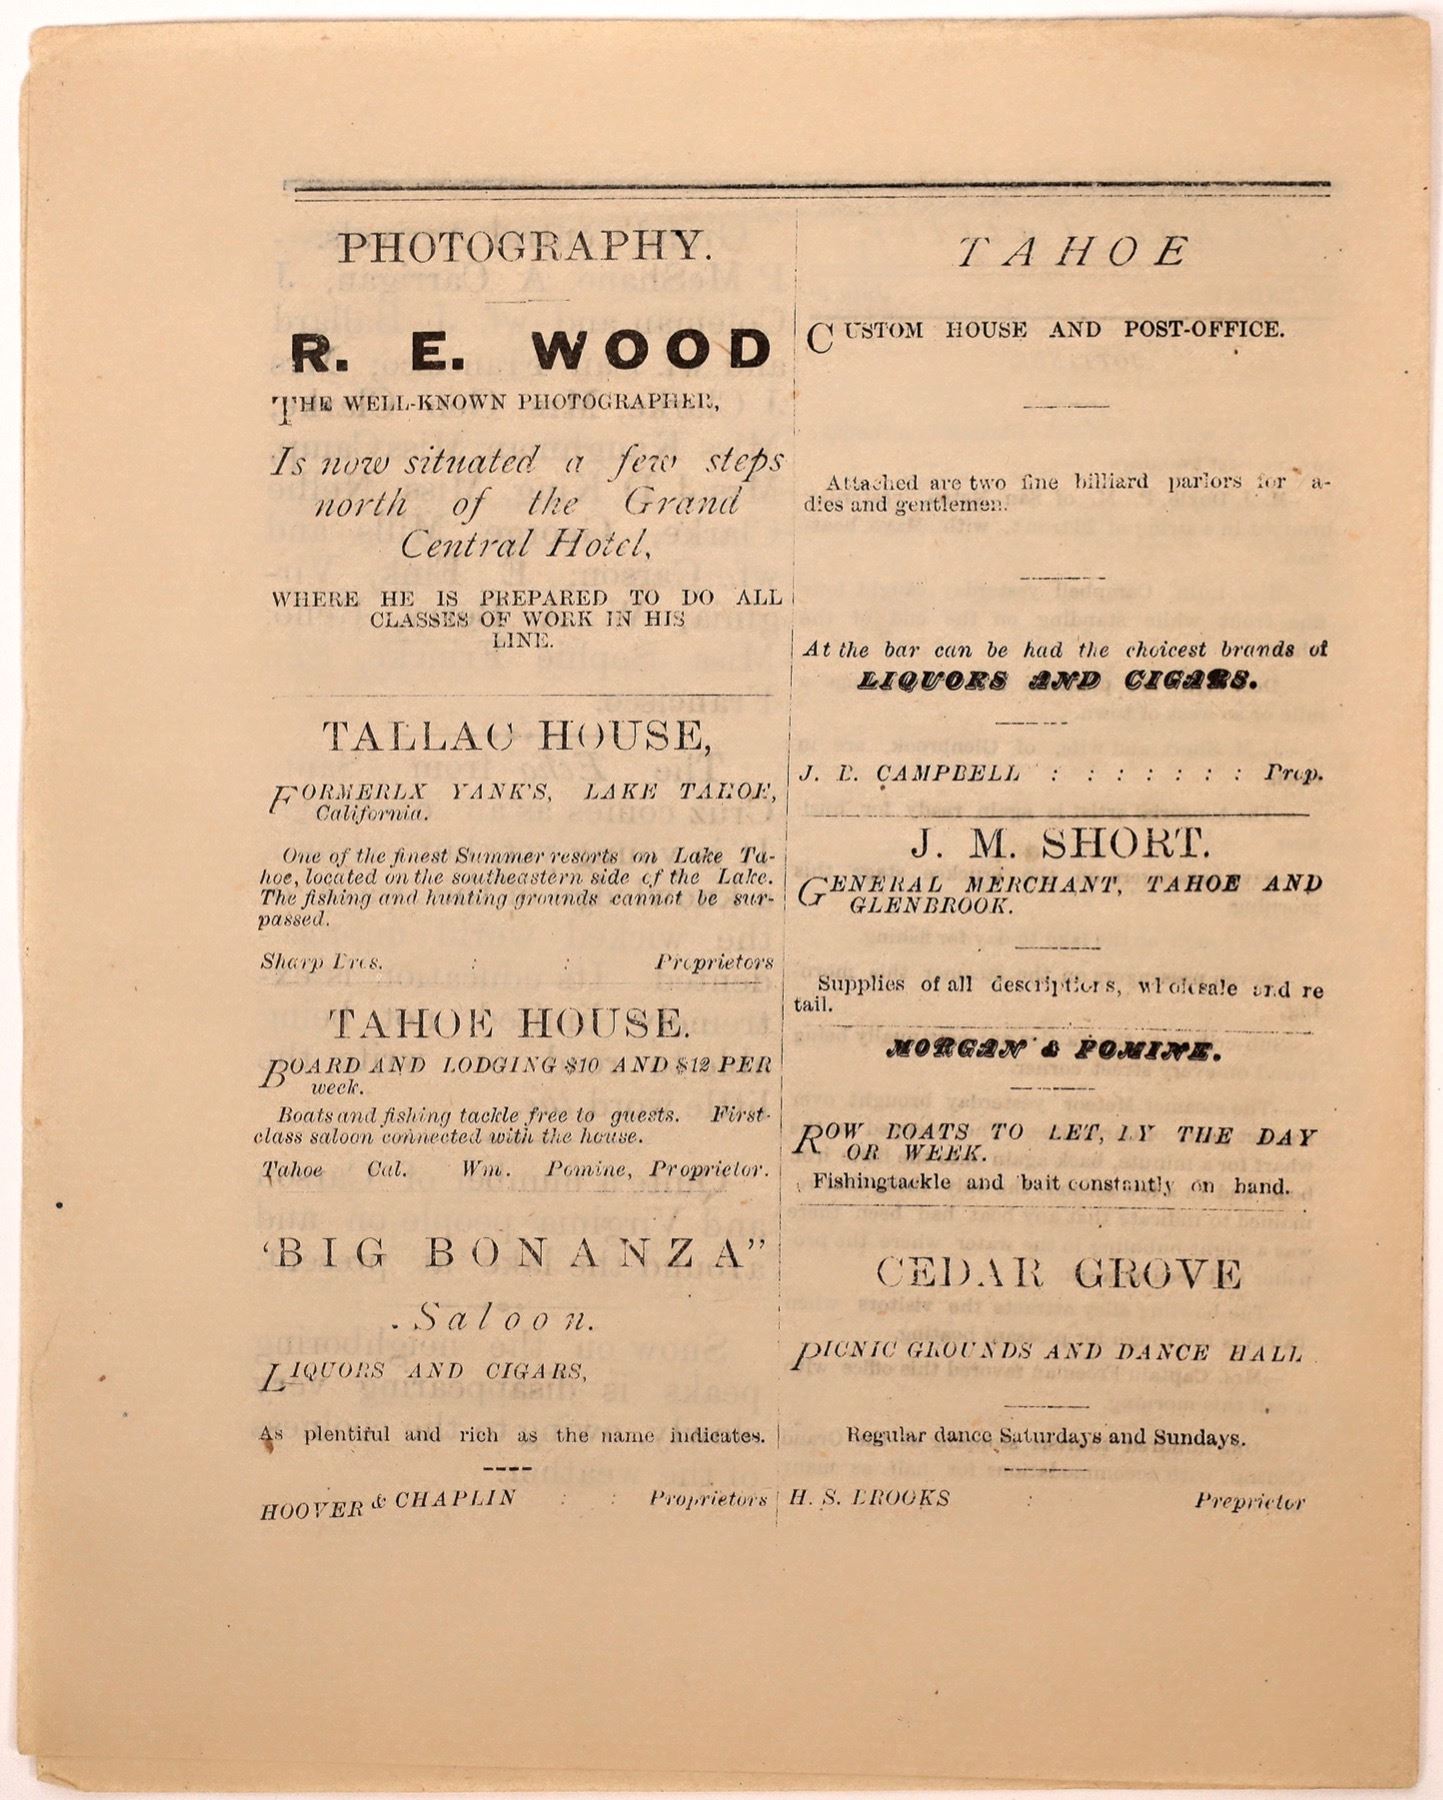 PHOTOGRAPHY.
R. E. WOOD
THE WELL-KNOWN PHOTOGRAPHER,
Is now situated a few steps
north of the Grand
Central Hotel,
WHERE HE IS PREPARED TO DO ALL
CLASSES OF WORK IN HIS
LINE.
TALLAC HOUSE,
FORMERLY YANK'S, LAKE TAHOE,
California.
One of the finest Summer resorts on Lake Ta-
hoe, located on the southeastern side of the Lake.
The fishing and hunting grounds cannot be sur-
passed.
Sharp Bros. : : Proprietors
TAHOE HOUSE.
BOARD AND LODGING $10 AND $12 PER
week.
Boats and fishing tackle free to guests. First-
class saloon connected with the house.
Tahoe Cal. Wm. Pomine, Proprietor.
'BIG BONANZA"
Saloon.
LIQUORS AND CIGARS,
As plentiful and rich as the name indicates.
HOOVER & CHAPLIN : : Proprietors
TAHOE
CUSTOM HOUSE AND POST-OFFICE.
Attached are two fine billiard parlors for a-
dies and gentlemen.
At the bar can be had the choicest brands of
LIQUORS AND CIGARS.
J. B. CAMPBELL : : : : : : : Prop.
J. M. SHORT.
GENERAL MERCHANT, TAHOE AND
GLENBROOK.
Supplies of all descriptions, wholesale and re
tail.
MORGAN & POMINE.
ROW BOATS TO LET, BY THE DAY
OR WEEK.
Fishingtackle and bait constantly on hand.
CEDAR GROVE
PICNIC GROUNDS AND DANCE HALL
Regular dance Saturdays and Sundays.
H. S. BROOKS : Preprietor